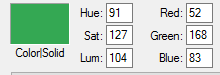 Hue: 91 Red: 52
Sat: 127 Green: 168
Color|Solid Lum: 104 Blue: 83